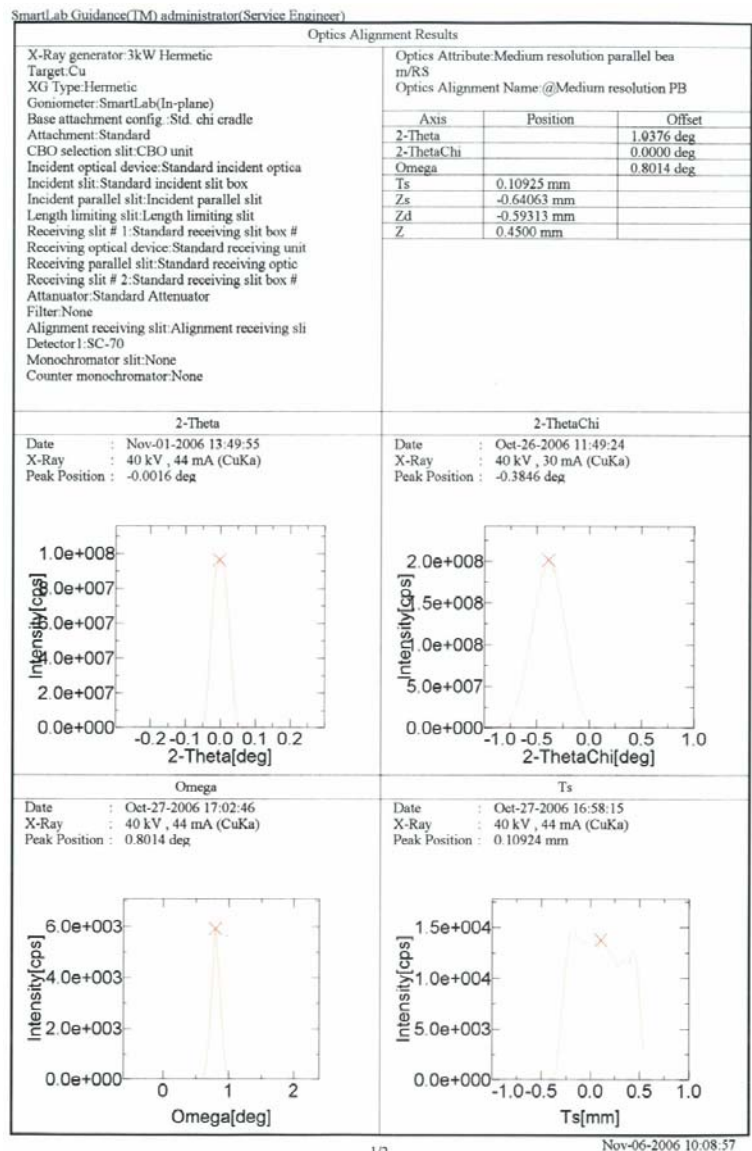 SmartLab Guidance(TM) administrator(Service Engineer)
Optics Alignment Results
X-Ray generator:3kW Hermetic
Target:Cu
XG Type:Hermetic
Goniometer:SmartLab(In-plane)
Base attachment config.:Std. chi cradle
Attachment:Standard
CBO selection slit:CBO unit
Incident optical device:Standard incident optica
Incident slit:Standard incident slit box
Incident parallel slit:Incident parallel slit
Length limiting slit:Length limiting slit
Receiving slit # 1:Standard receiving slit box #
Receiving optical device:Standard receiving unit
Receiving parallel slit:Standard receiving optic
Receiving slit # 2:Standard receiving slit box #
Attanuator:Standard Attenuator
Filter:None
Alignment receiving slit:Alignment receiving sli
Detector1:SC-70
Monochromator slit:None
Counter monochromator:None
Optics Attribute:Medium resolution parallel bea
m/RS
Optics Alignment Name:@Medium resolution PB
Axis Position Offset
2-Theta 1.0376 deg
2-ThetaChi 0.0000 deg
Omega 0.8014 deg
Ts 0.10925 mm
Zs -0.64063 mm
Zd -0.59313 mm
Z 0.4500 mm
2-Theta
Date : Nov-01-2006 13:49:55
X-Ray : 40 kV , 44 mA (CuKa)
Peak Position : -0.0016 deg
1.0e+008
8.0e+007
6.0e+007
4.0e+007
2.0e+007
0.0e+000
Intensity[cps]
-0.2 -0.1 0.0 0.1 0.2
2-Theta[deg]
2-ThetaChi
Date : Oct-26-2006 11:49:24
X-Ray : 40 kV , 30 mA (CuKa)
Peak Position : -0.3846 deg
2.0e+008
1.5e+008
1.0e+008
5.0e+007
0.0e+000
Intensity[cps]
-1.0 -0.5 0.0 0.5 1.0
2-ThetaChi[deg]
Omega
Date : Oct-27-2006 17:02:46
X-Ray : 40 kV , 44 mA (CuKa)
Peak Position : 0.8014 deg
6.0e+003
4.0e+003
2.0e+003
0.0e+000
Intensity[cps]
0 1 2
Omega[deg]
Ts
Date : Oct-27-2006 16:58:15
X-Ray : 40 kV , 44 mA (CuKa)
Peak Position : 0.10924 mm
1.5e+004
1.0e+004
5.0e+003
0.0e+000
Intensity[cps]
-1.0 -0.5 0.0 0.5 1.0
Ts[mm]
Nov-06-2006 10:08:57